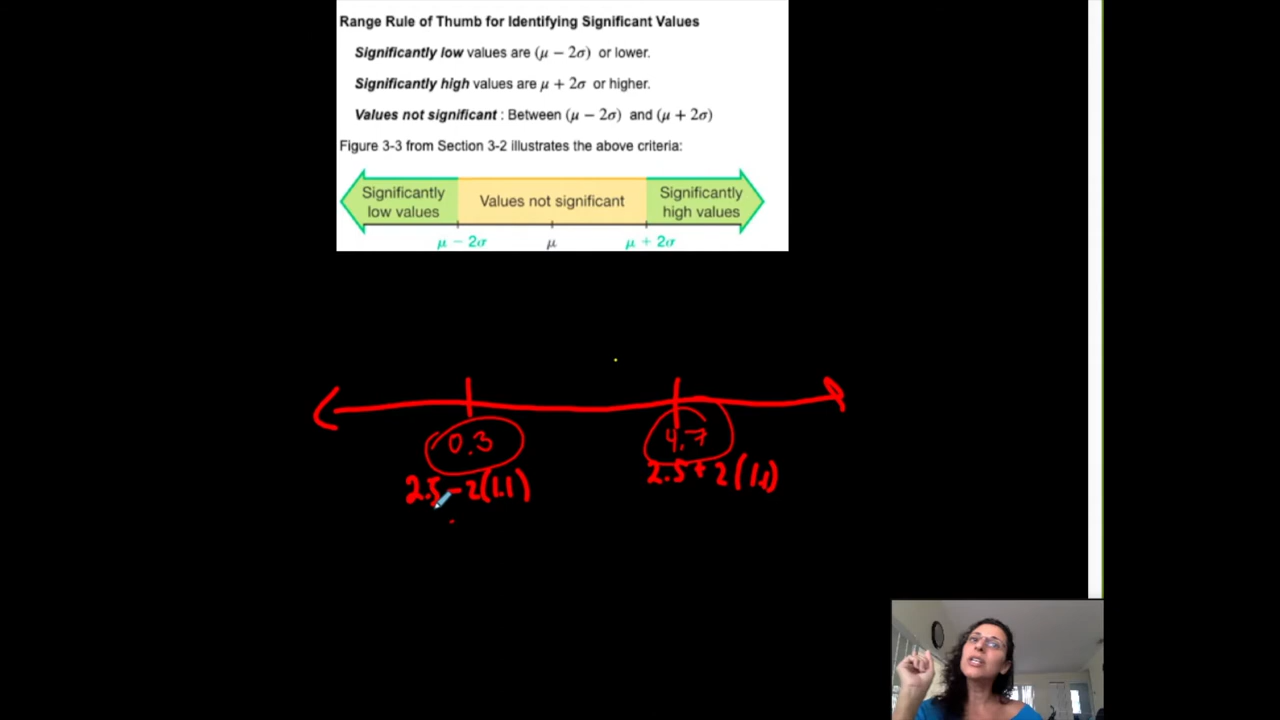 Range Rule of Thumb for Identifying Significant Values
Significantly low values are (μ − 2σ) or lower.
Significantly high values are μ + 2σ or higher.
Values not significant : Between (μ − 2σ) and (μ + 2σ)
Figure 3-3 from Section 3-2 illustrates the above criteria:
Significantly low values
Values not significant
Significantly high values
μ − 2σ
μ
μ + 2σ
0.3
4.7
2.5 − 2(1.1)
2.5 + 2(1.1)